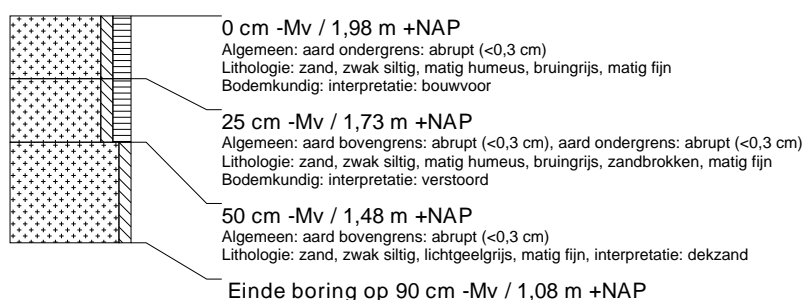 0 cm -Mv / 1,98 m +NAP
Algemeen: aard ondergrens: abrupt (<0,3 cm)
Lithologie: zand, zwak siltig, matig humeus, bruingrijs, matig fijn
Bodemkundig: interpretatie: bouwvoor
25 cm -Mv / 1,73 m +NAP
Algemeen: aard bovengrens: abrupt (<0,3 cm), aard ondergrens: abrupt (<0,3 cm)
Lithologie: zand, zwak siltig, matig humeus, bruingrijs, zandbrokken, matig fijn
Bodemkundig: interpretatie: verstoord
50 cm -Mv / 1,48 m +NAP
Algemeen: aard bovengrens: abrupt (<0,3 cm)
Lithologie: zand, zwak siltig, lichtgeelgrijs, matig fijn, interpretatie: dekzand
Einde boring op 90 cm -Mv / 1,08 m +NAP